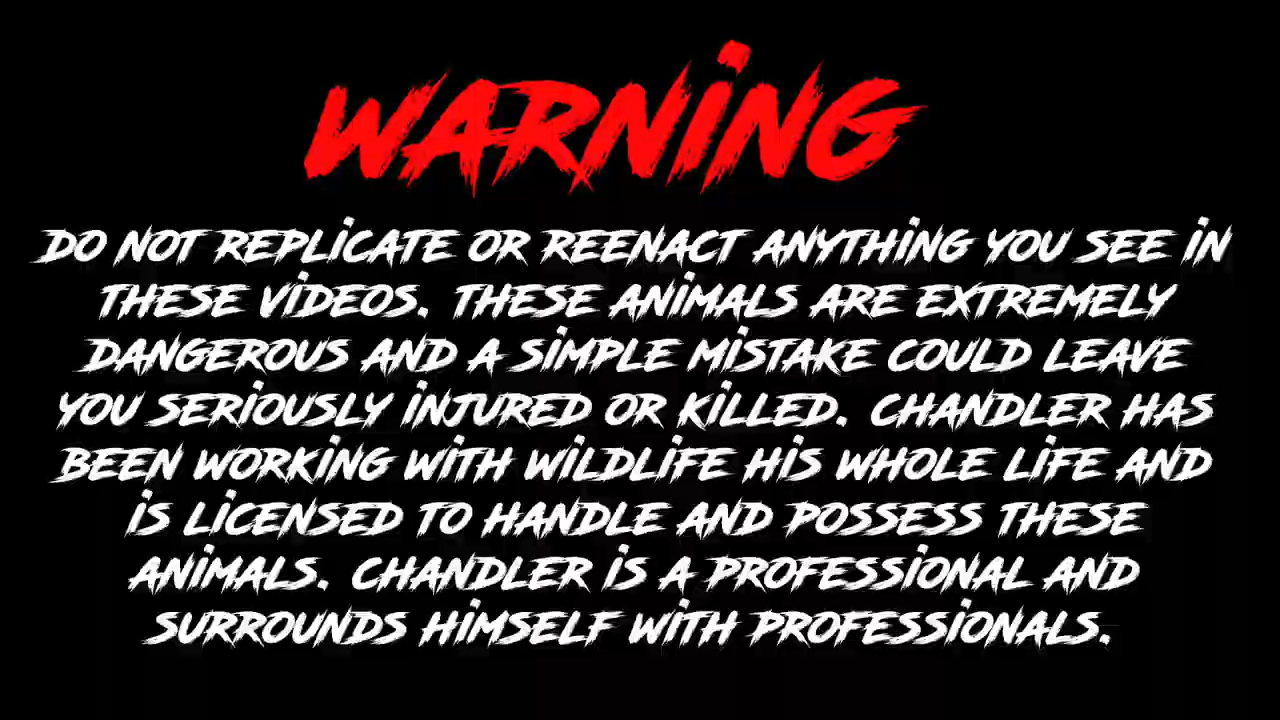 WARNING
DO NOT REPLICATE OR REENACT ANYTHING YOU SEE IN
THESE VIDEOS. THESE ANIMALS ARE EXTREMELY
DANGEROUS AND A SIMPLE MISTAKE COULD LEAVE
YOU SERIOUSLY INJURED OR KILLED. CHANDLER HAS
BEEN WORKING WITH WILDLIFE HIS WHOLE LIFE AND
IS LICENSED TO HANDLE AND POSSESS THESE
ANIMALS. CHANDLER IS A PROFESSIONAL AND
SURROUNDS HIMSELF WITH PROFESSIONALS.